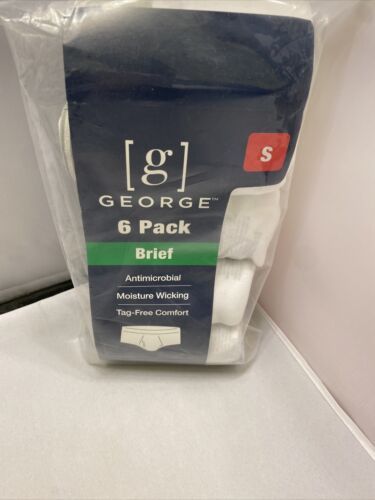 [g]
S
GEORGE™
6 Pack
Brief
Antimicrobial
Moisture Wicking
Tag-Free Comfort